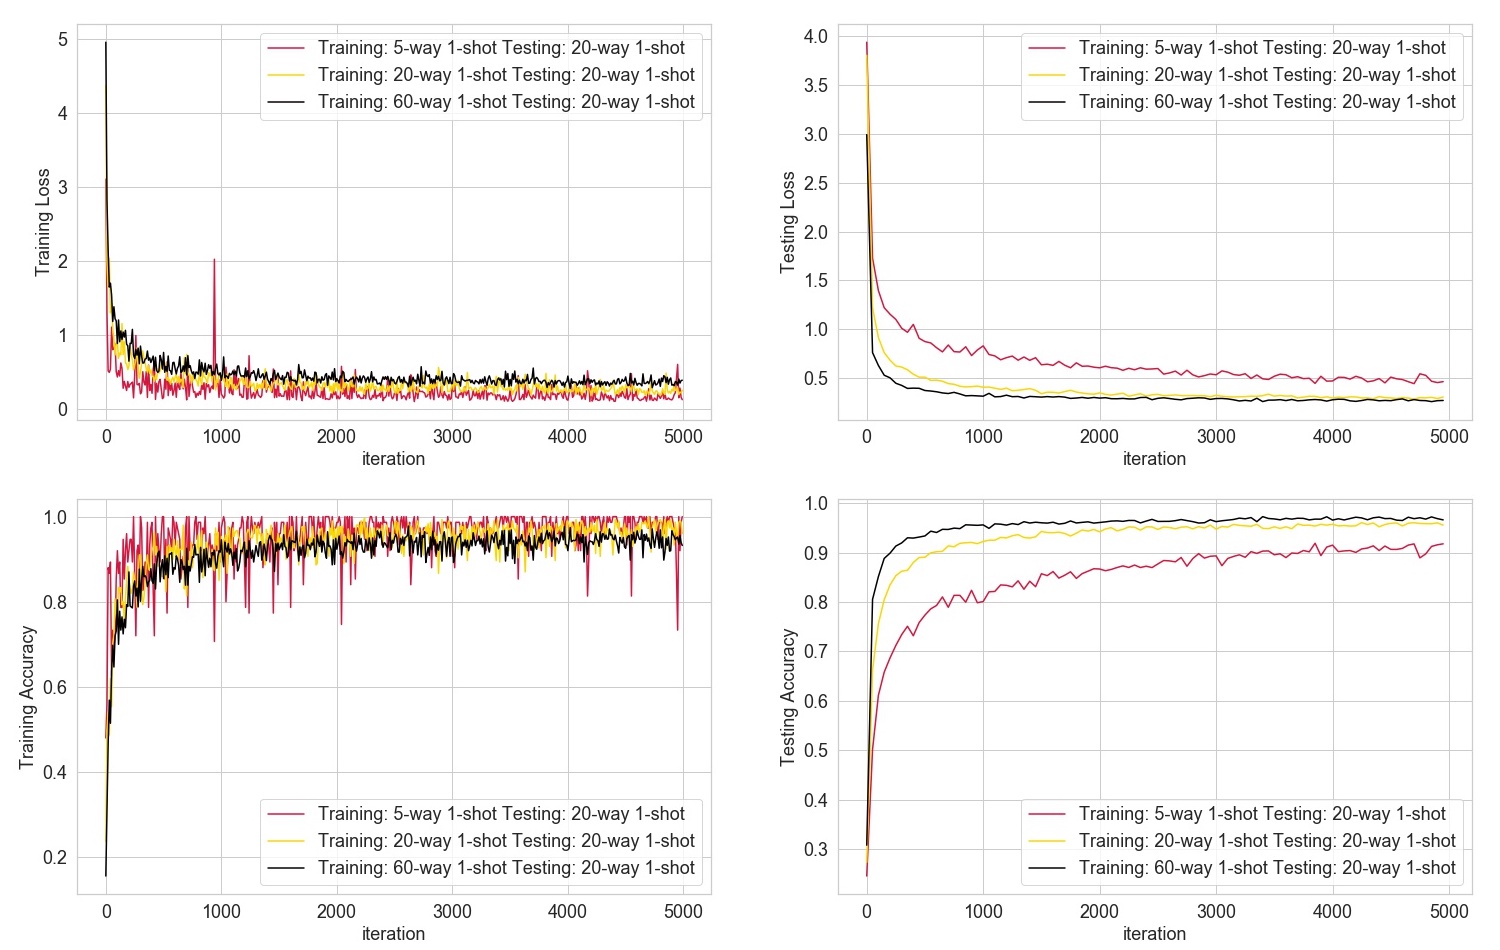 5
4
3
2
1
0
Training Loss
Training: 5-way 1-shot Testing: 20-way 1-shot
Training: 20-way 1-shot Testing: 20-way 1-shot
Training: 60-way 1-shot Testing: 20-way 1-shot
0 1000 2000 3000 4000 5000
iteration
4.0
3.5
3.0
2.5
2.0
1.5
1.0
0.5
Testing Loss
Training: 5-way 1-shot Testing: 20-way 1-shot
Training: 20-way 1-shot Testing: 20-way 1-shot
Training: 60-way 1-shot Testing: 20-way 1-shot
0 1000 2000 3000 4000 5000
iteration
1.0
0.8
0.6
0.4
0.2
Training Accuracy
Training: 5-way 1-shot Testing: 20-way 1-shot
Training: 20-way 1-shot Testing: 20-way 1-shot
Training: 60-way 1-shot Testing: 20-way 1-shot
0 1000 2000 3000 4000 5000
iteration
1.0
0.9
0.8
0.7
0.6
0.5
0.4
0.3
Testing Accuracy
Training: 5-way 1-shot Testing: 20-way 1-shot
Training: 20-way 1-shot Testing: 20-way 1-shot
Training: 60-way 1-shot Testing: 20-way 1-shot
0 1000 2000 3000 4000 5000
iteration